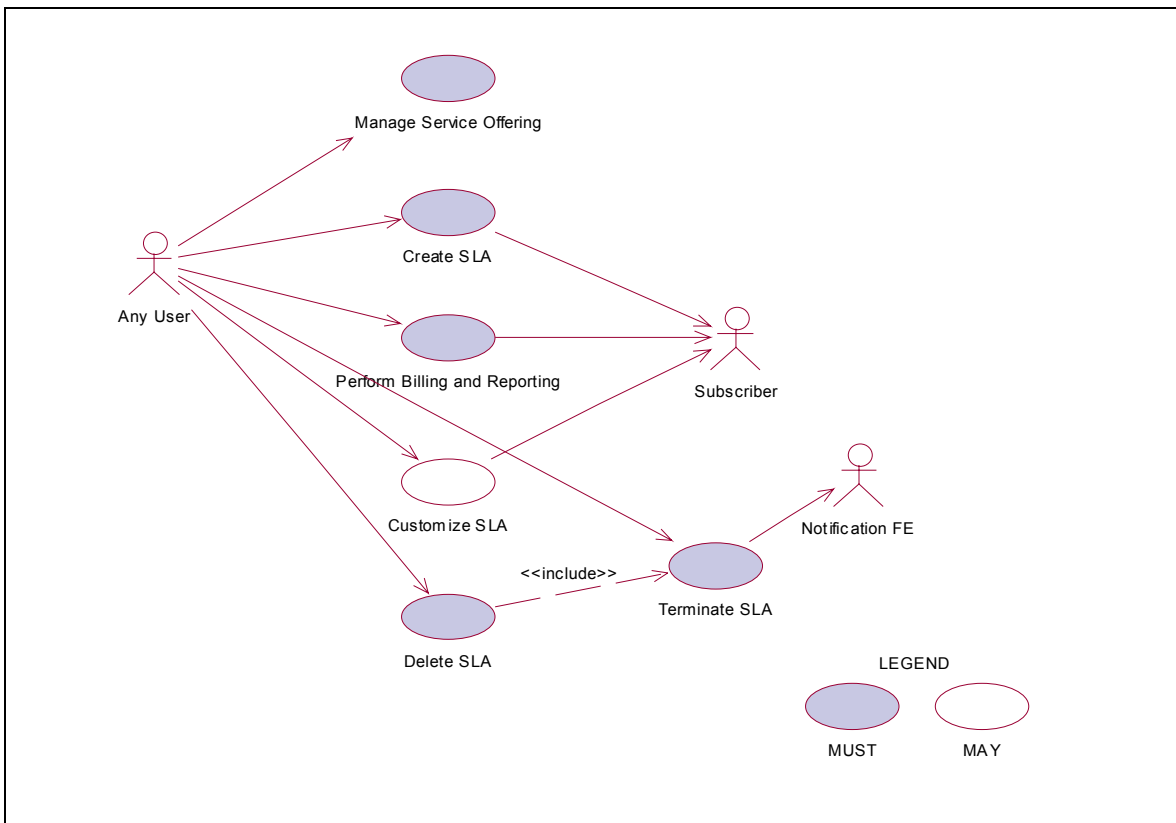 Manage Service Offering
Create SLA
Any User
Perform Billing and Reporting
Subscriber
Customize SLA
Notification FE
<<include>>
Terminate SLA
Delete SLA
LEGEND
MUST
MAY